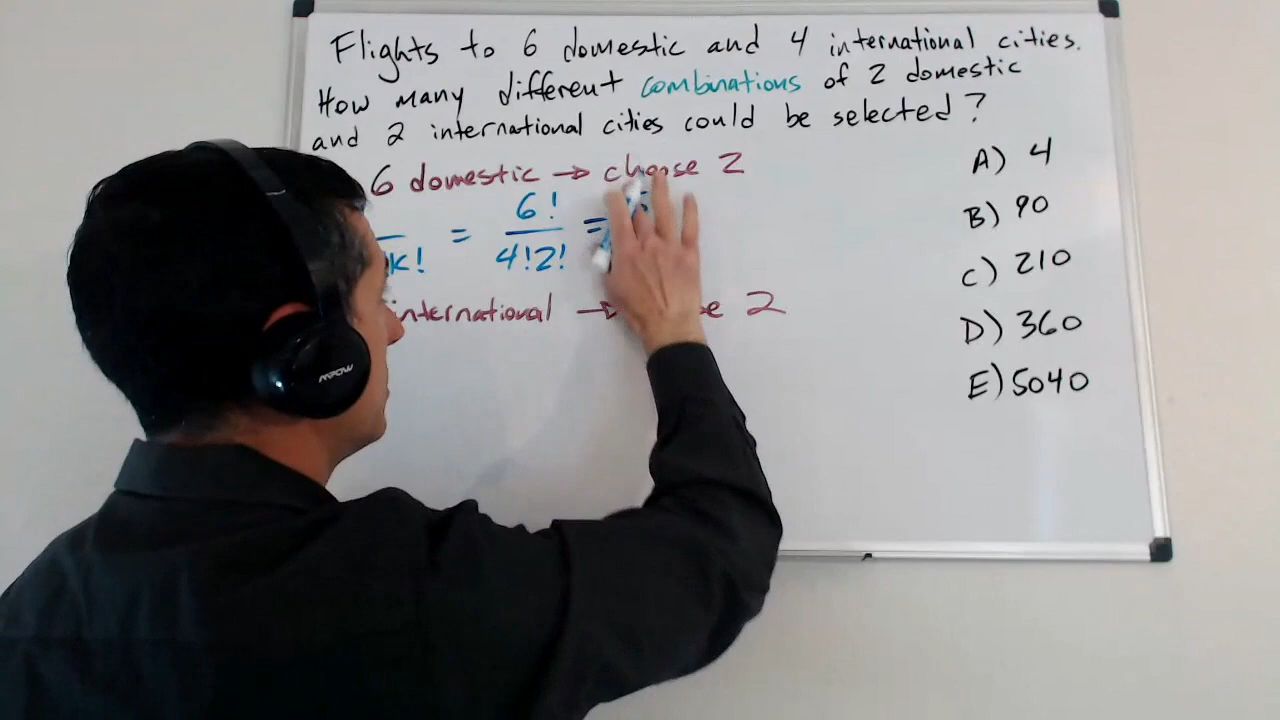 Flights to 6 domestic and 4 international cities.
How many different combinations of 2 domestic
and 2 international cities could be selected?
6 domestic → choose 2
k! = 6! / 4!2! =
international → 2
A) 4
B) 90
C) 210
D) 360
E) 5040
MPOW